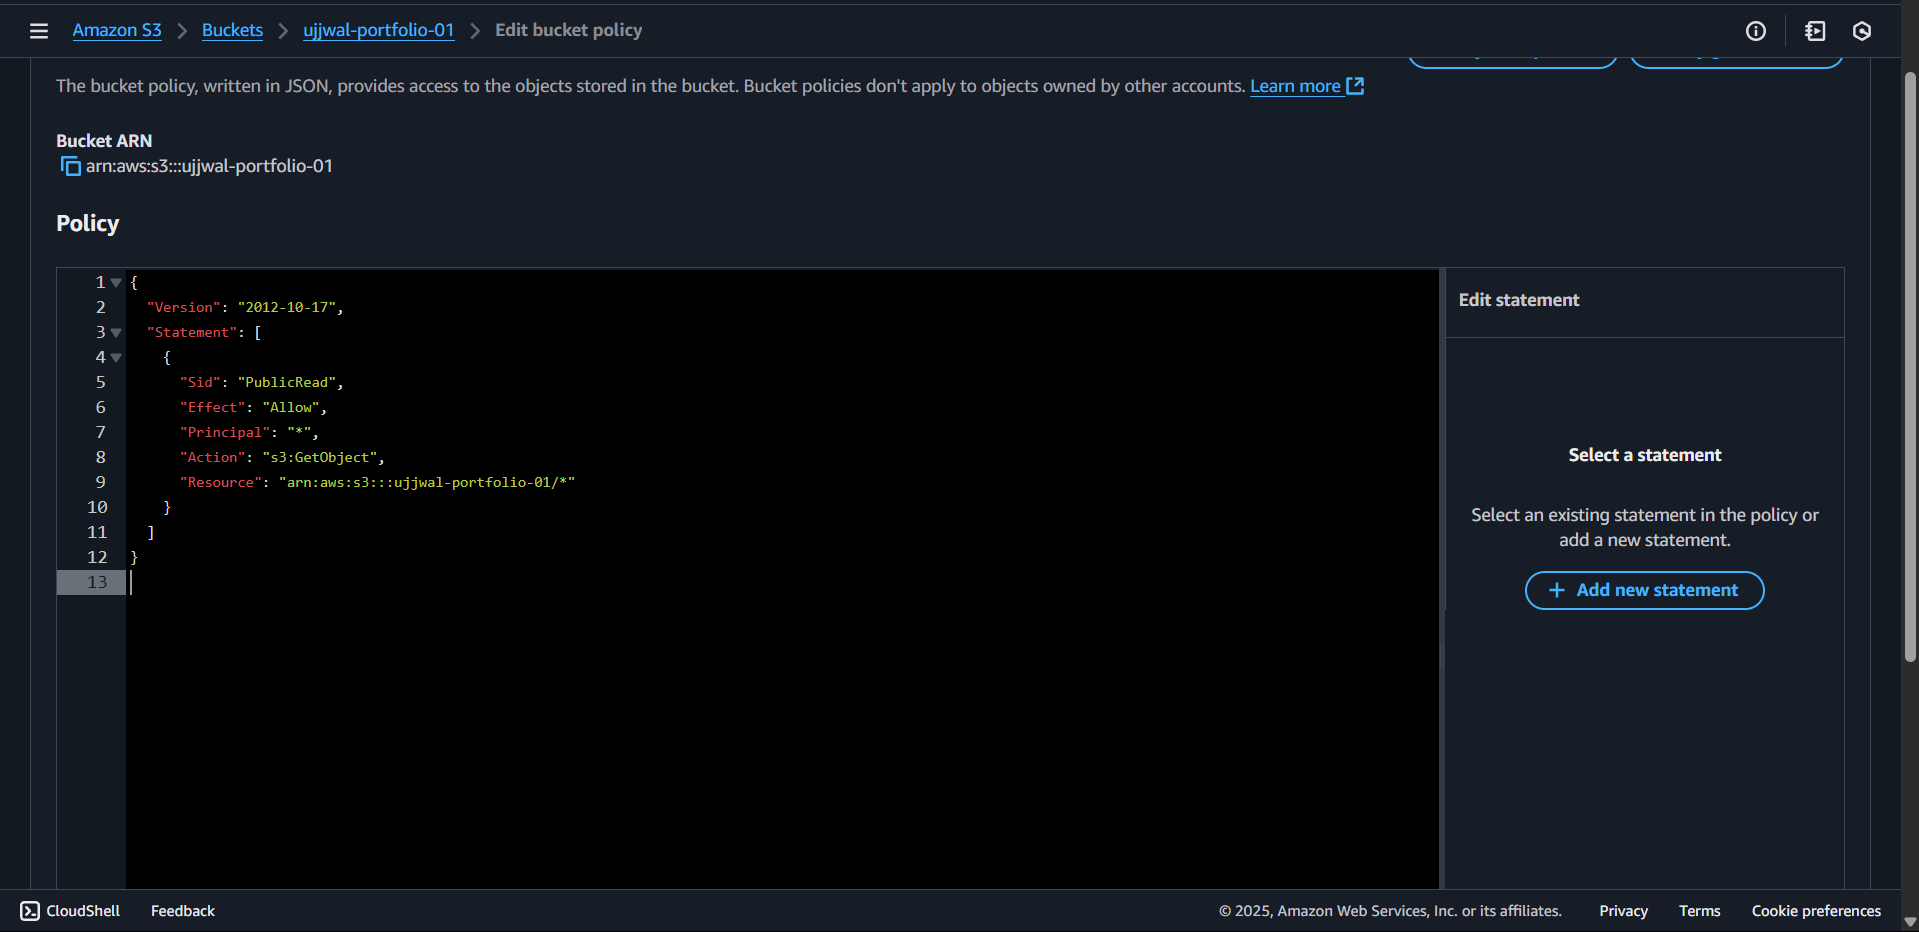 Amazon S3 > Buckets > ujjwal-portfolio-01 > Edit bucket policy
The bucket policy, written in JSON, provides access to the objects stored in the bucket. Bucket policies don't apply to objects owned by other accounts. Learn more
Bucket ARN
arn:aws:s3:::ujjwal-portfolio-01
Policy
1 {
2 "Version": "2012-10-17",
3 "Statement": [
4 {
5 "Sid": "PublicRead",
6 "Effect": "Allow",
7 "Principal": "*",
8 "Action": "s3:GetObject",
9 "Resource": "arn:aws:s3:::ujjwal-portfolio-01/*"
10 }
11 ]
12 }
13
Edit statement
Select a statement
Select an existing statement in the policy or
add a new statement.
+ Add new statement
CloudShell Feedback © 2025, Amazon Web Services, Inc. or its affiliates. Privacy Terms Cookie preferences